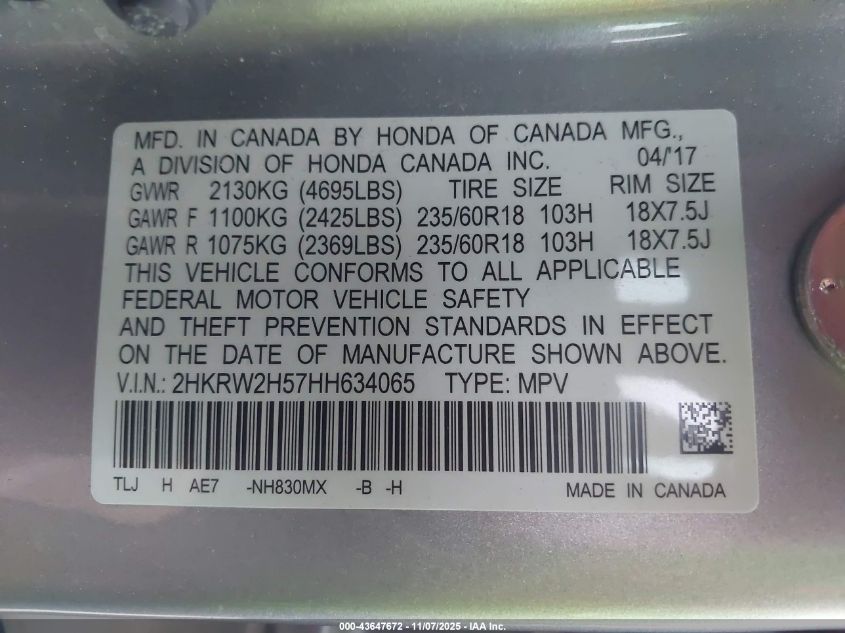 MFD. IN CANADA BY HONDA OF CANADA MFG.,
A DIVISION OF HONDA CANADA INC. 04/'17
GVWR 2130KG (4695LBS) TIRE SIZE RIM SIZE
GAWR F 1100KG (2425LBS) 235/60R18 103H 18X7.5J
GAWR R 1075KG (2369LBS) 235/60R18 103H 18X7.5J
THIS VEHICLE CONFORMS TO ALL APPLICABLE
FEDERAL MOTOR VEHICLE SAFETY
AND THEFT PREVENTION STANDARDS IN EFFECT
ON THE DATE OF MANUFACTURE SHOWN ABOVE.
V.I.N.: 2HKRW2H57HH634065 TYPE: MPV
TLJ H AE7 -NH830MX -B -H MADE IN CANADA
000-43647672 - 11/07/2025 - IAA Inc.